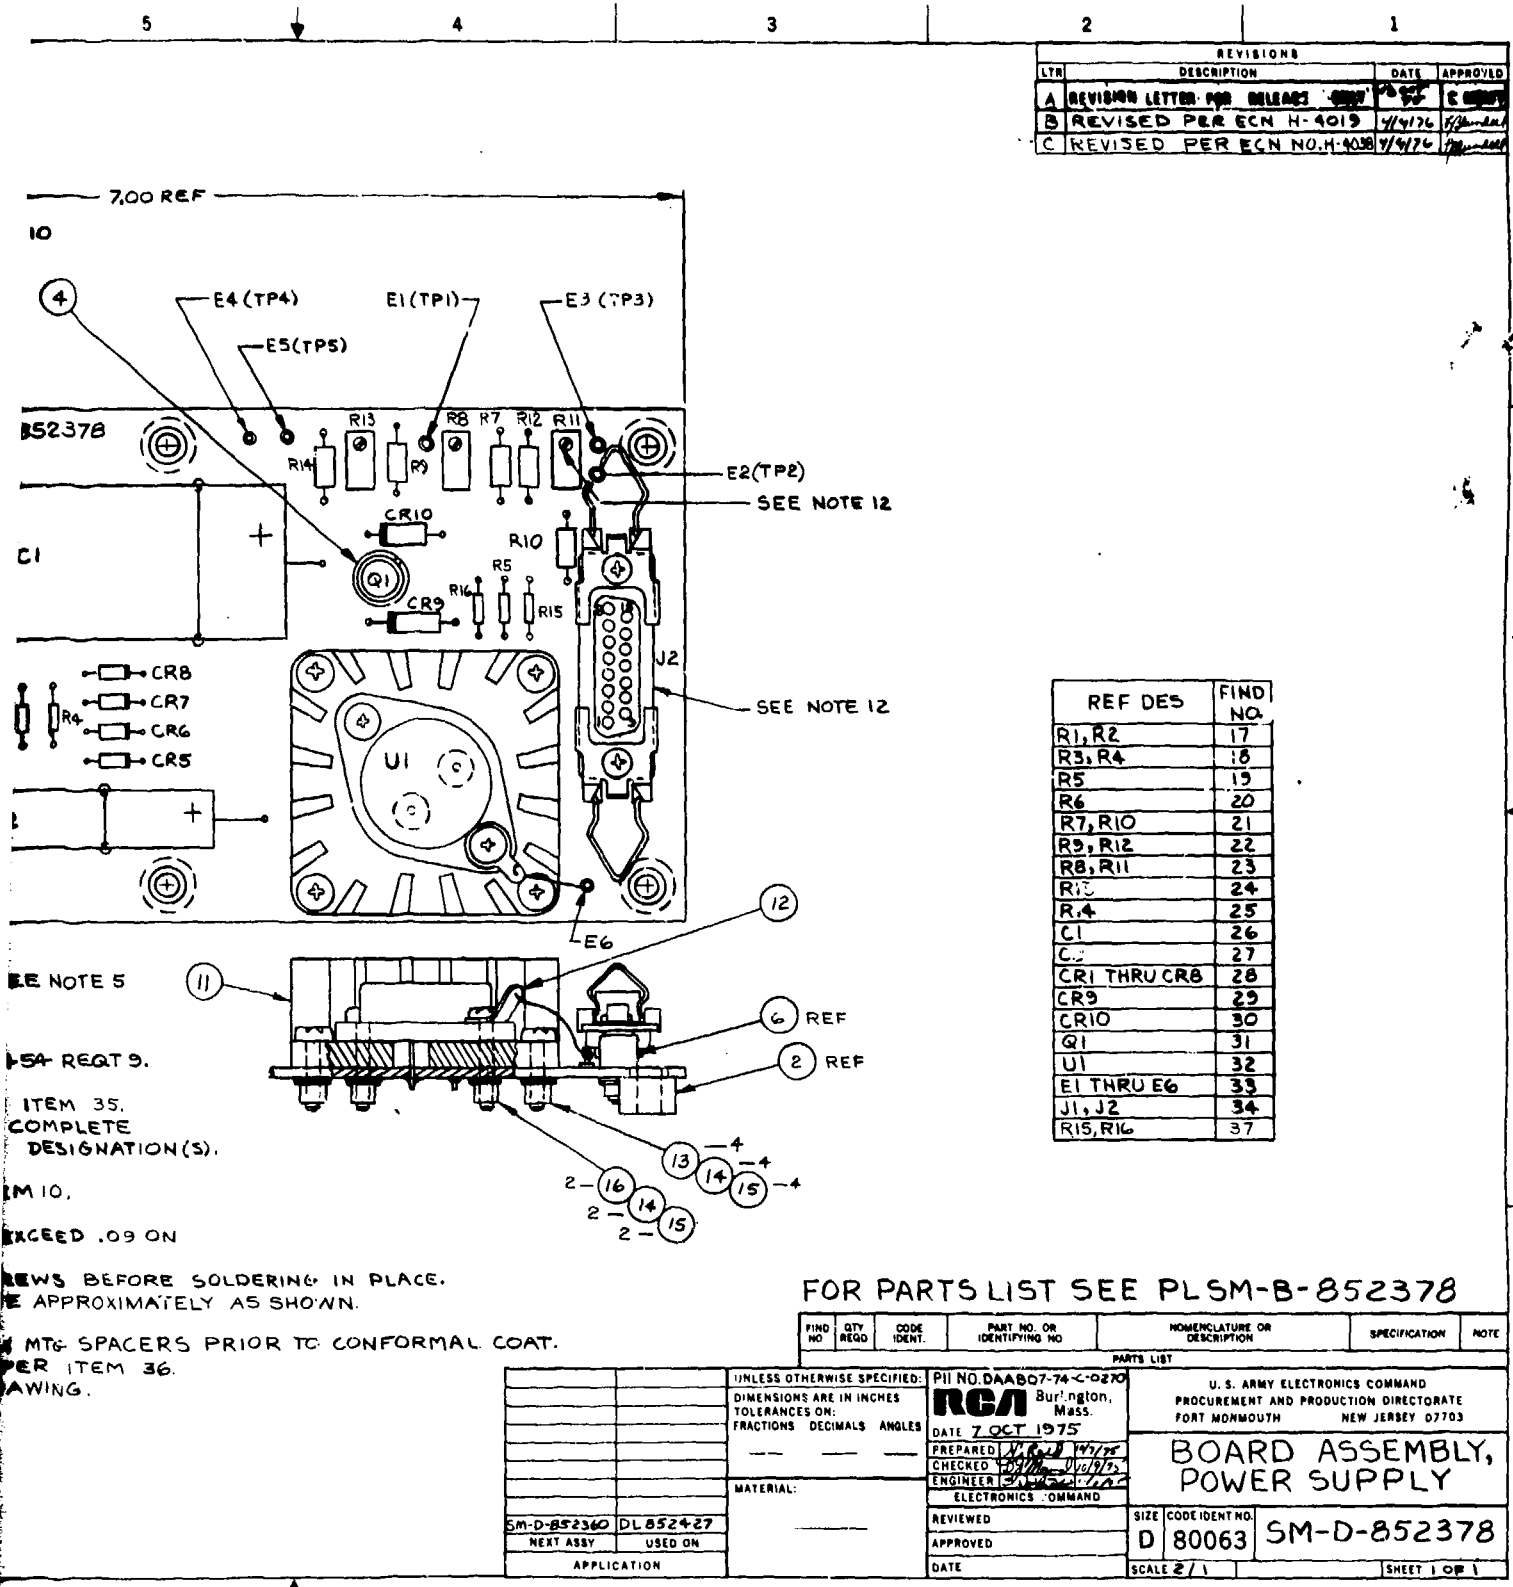 5 4 3 2 1
REVISIONS
LTR DESCRIPTION DATE APPROVED
A REVISION LETTER FOR RELEASE
B REVISED PER ECN H-4019
C REVISED PER ECN NO. H-4038
7.00 REF
10
4
E4 (TP4)
E1 (TP1)
E3 (TP3)
E5 (TP5)
852378
R13 R8 R7 R12 R11
R14 R9
E2 (TP2)
SEE NOTE 12
CR10
R10
C1
Q1
R16 R5 R15
CR9
8 15
CR8
CR7
R4
CR6
CR5
J2
SEE NOTE 12
U1
1
E6
12
EE NOTE 5
11
6 REF
2 REF
54 REQT 9.
ITEM 35.
COMPLETE
DESIGNATION(S).
M 10.
EXCEED .09 ON
REWS BEFORE SOLDERING IN PLACE.
E APPROXIMATELY AS SHOWN.
MTG SPACERS PRIOR TO CONFORMAL COAT.
PER ITEM 36.
AWING.
13 — 4
14 — 4
15 — 4
2 — 16
2 — 14
2 — 15
REF DES FIND NO.
R1, R2 17
R3, R4 18
R5 19
R6 20
R7, R10 21
R9, R12 22
R8, R11 23
24
25
C1 26
27
CR1 THRU CR8 28
CR9 29
CR10 30
Q1 31
U1 32
E1 THRU E6 33
J1, J2 34
R15, R16 37
FOR PARTS LIST SEE PLSM-B-852378
FIND NO QTY REQD CODE IDENT. PART NO. OR IDENTIFYING NO NOMENCLATURE OR DESCRIPTION SPECIFICATION NOTE
PARTS LIST
UNLESS OTHERWISE SPECIFIED:
DIMENSIONS ARE IN INCHES
TOLERANCES ON:
FRACTIONS DECIMALS ANGLES
MATERIAL:
PII NO. DAAB07-74-C-0270
RCA Burlington,
Mass.
DATE 7 OCT 1975
PREPARED
CHECKED
ENGINEER
ELECTRONICS COMMAND
REVIEWED
APPROVED
DATE
U. S. ARMY ELECTRONICS COMMAND
PROCUREMENT AND PRODUCTION DIRECTORATE
FORT MONMOUTH NEW JERSEY 07703
BOARD ASSEMBLY,
POWER SUPPLY
SIZE D
CODE IDENT NO. 80063
SM-D-852378
SCALE 2/1
SHEET 1 OF 1
SM-D-852360 DL852427
NEXT ASSY USED ON
APPLICATION